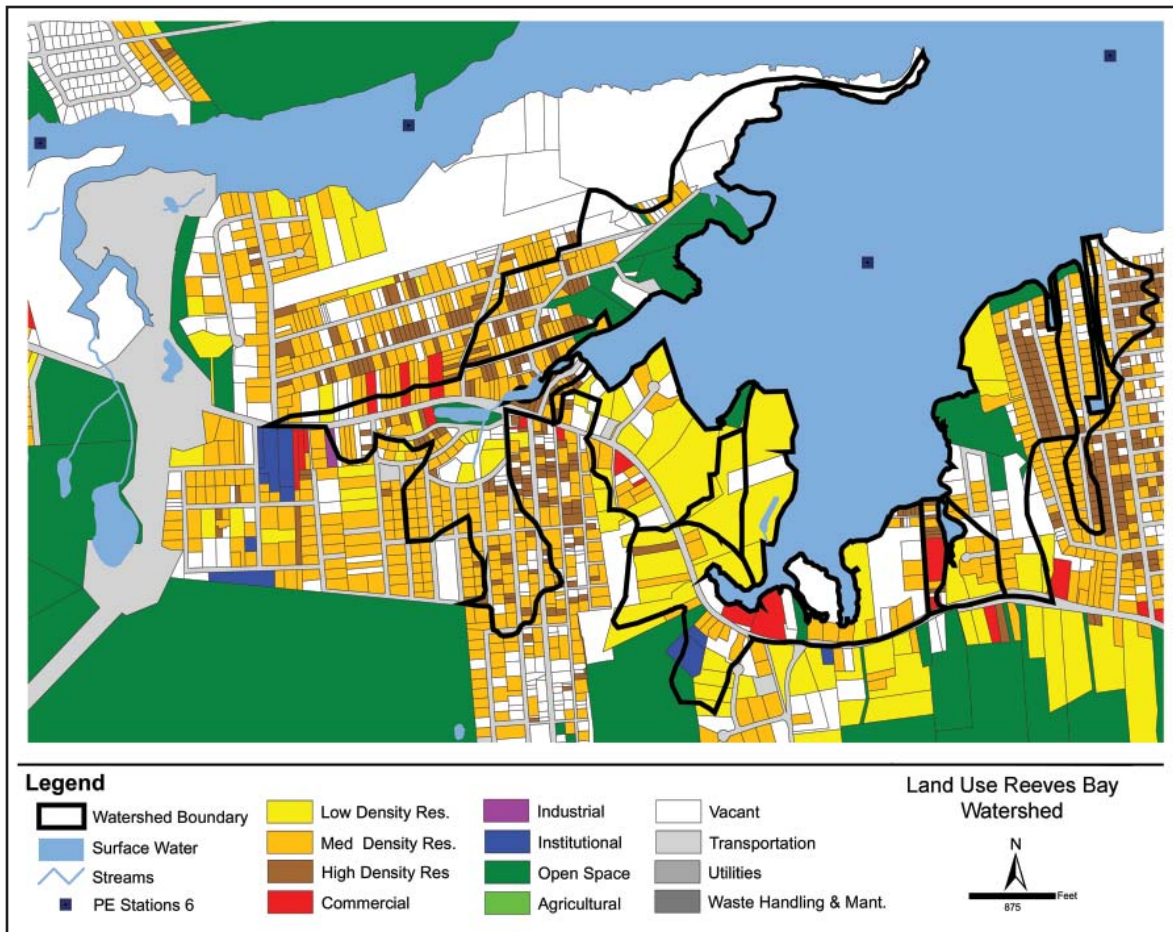 Legend
Watershed Boundary
Surface Water
Streams
PE Stations 6
Low Density Res.
Med Density Res.
High Density Res
Commercial
Industrial
Institutional
Open Space
Agricultural
Vacant
Transportation
Utilities
Waste Handling & Mant.
Land Use Reeves Bay
Watershed
N
Feet
875